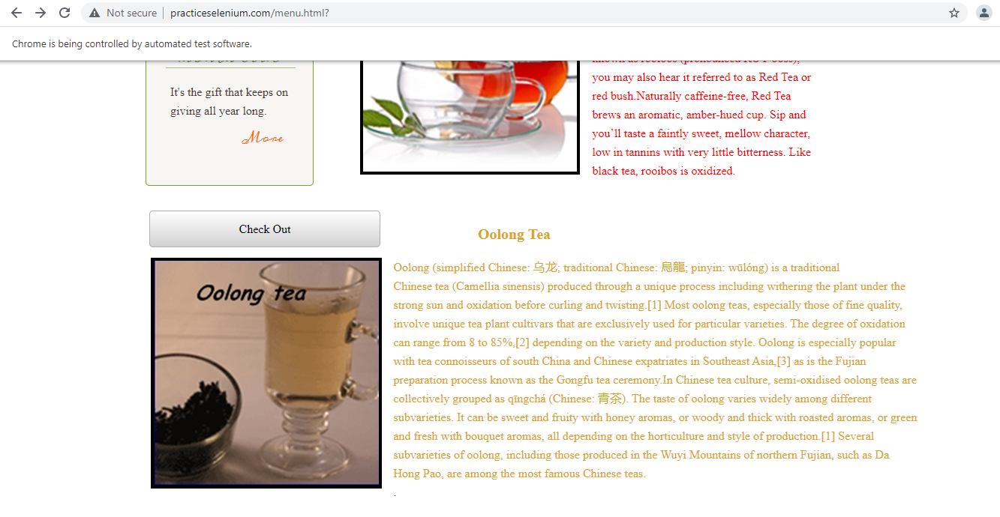 Not secure
practiceselenium.com/menu.html?
Chrome is being controlled by automated test software.
It's the gift that keeps on
giving all year long.
More
you may also hear it referred to as Red Tea or
red bush.Naturally caffeine-free, Red Tea
brews an aromatic, amber-hued cup. Sip and
you’ll taste a faintly sweet, mellow character,
low in tannins with very little bitterness. Like
black tea, rooibos is oxidized.
Check Out
Oolong Tea
Oolong tea
Oolong (simplified Chinese: 乌龙; traditional Chinese: 烏龍; pinyin: wūlóng) is a traditional
Chinese tea (Camellia sinensis) produced through a unique process including withering the plant under the
strong sun and oxidation before curling and twisting.[1] Most oolong teas, especially those of fine quality,
involve unique tea plant cultivars that are exclusively used for particular varieties. The degree of oxidation
can range from 8 to 85%,[2] depending on the variety and production style. Oolong is especially popular
with tea connoisseurs of south China and Chinese expatriates in Southeast Asia,[3] as is the Fujian
preparation process known as the Gongfu tea ceremony.In Chinese tea culture, semi-oxidised oolong teas are
collectively grouped as qīngchá (Chinese: 青茶). The taste of oolong varies widely among different
subvarieties. It can be sweet and fruity with honey aromas, or woody and thick with roasted aromas, or green
and fresh with bouquet aromas, all depending on the horticulture and style of production.[1] Several
subvarieties of oolong, including those produced in the Wuyi Mountains of northern Fujian, such as Da
Hong Pao, are among the most famous Chinese teas.
.